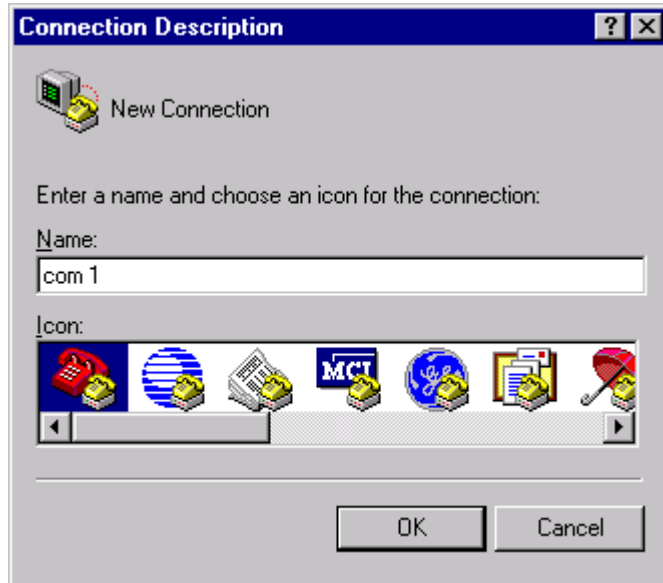 Connection Description
New Connection
Enter a name and choose an icon for the connection:
Name:
com 1
Icon:
MCI
OK Cancel